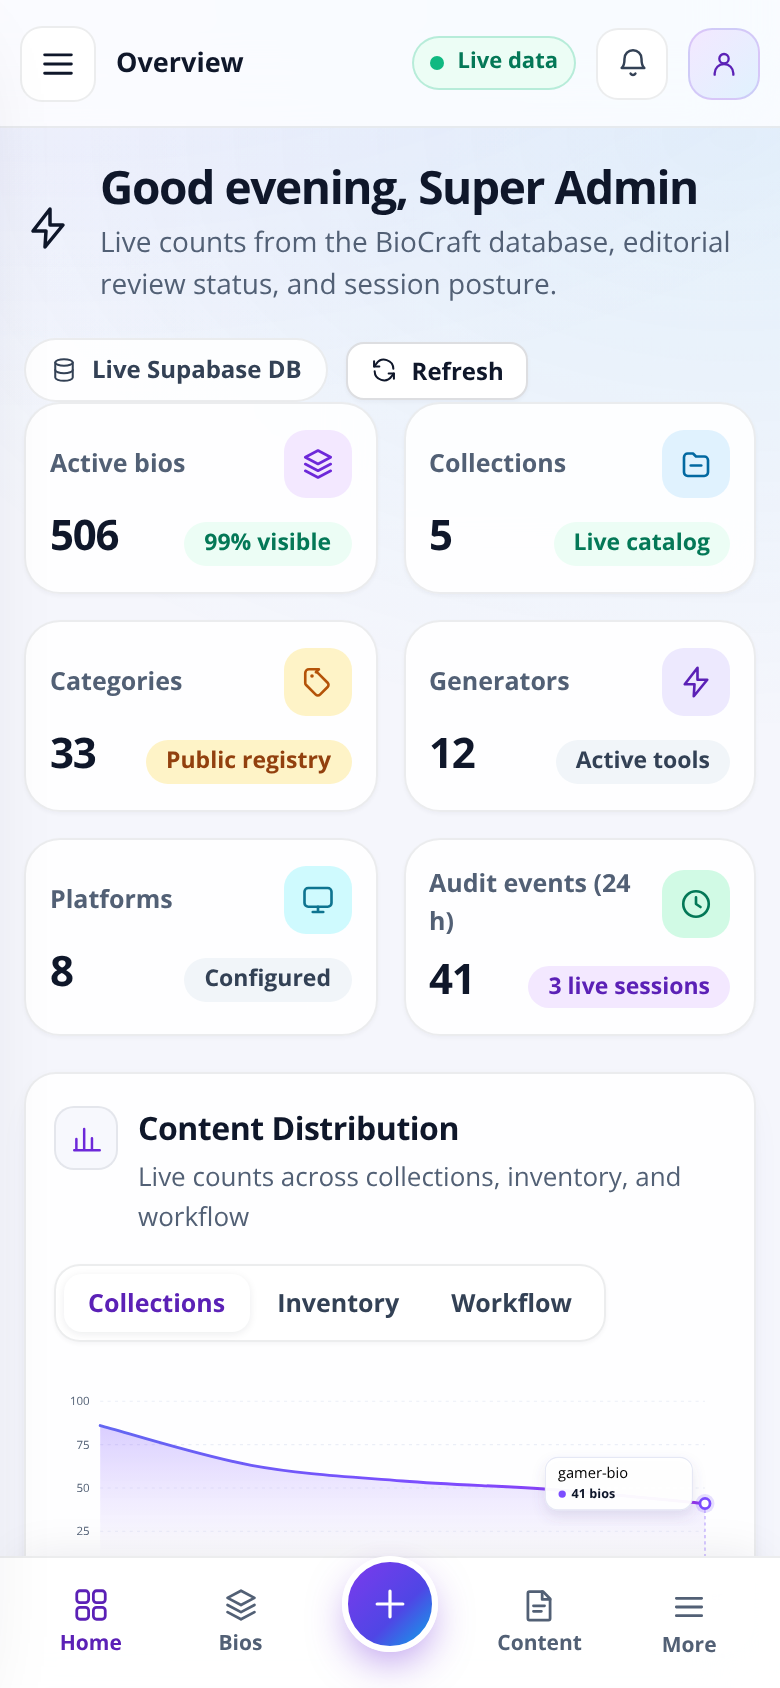 Overview
Live data
Good evening, Super Admin
Live counts from the BioCraft database, editorial
review status, and session posture.
Live Supabase DB
Refresh
Active bios
506
99% visible
Collections
5
Live catalog
Categories
33
Public registry
Generators
12
Active tools
Platforms
8
Configured
Audit events (24
h)
41
3 live sessions
Content Distribution
Live counts across collections, inventory, and
workflow
Collections
Inventory
Workflow
100
75
50
25
gamer-bio
41 bios
Home
Bios
Content
More